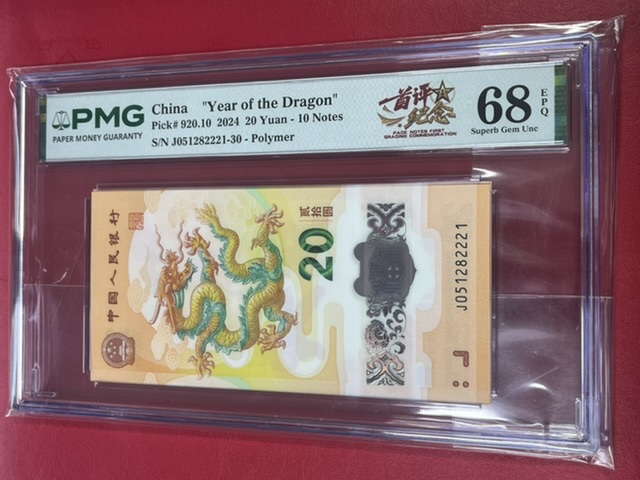 PMG
PAPER MONEY GUARANTY
China "Year of the Dragon"
Pick# 920.10 2024 20 Yuan - 10 Notes
S/N J051282221-30 - Polymer
首评纪念
PACK NOTES FIRST
GRADING COMMEMORATION
68 EPQ
Superb Gem Unc
中国人民银行
贰拾圆
20
J051282221